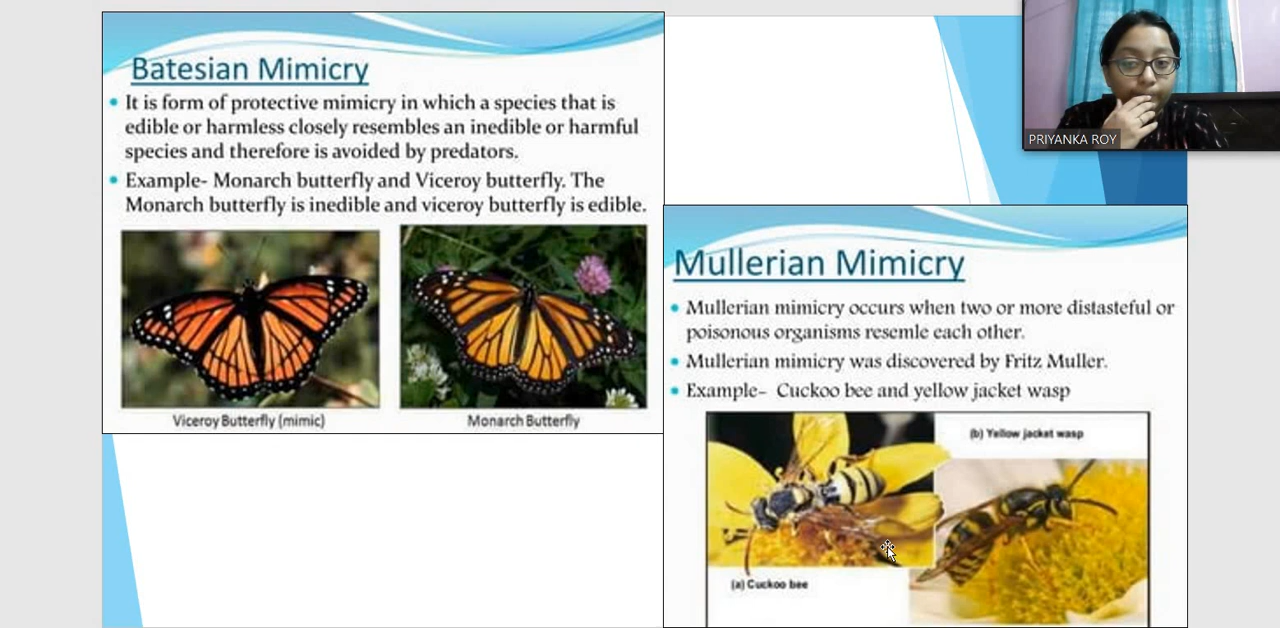 Batesian Mimicry
It is form of protective mimicry in which a species that is
edible or harmless closely resembles an inedible or harmful
species and therefore is avoided by predators.
Example- Monarch butterfly and Viceroy butterfly. The
Monarch butterfly is inedible and viceroy butterfly is edible.
Viceroy Butterfly (mimic)
Monarch Butterfly
PRIYANKA ROY
Mullerian Mimicry
Mullerian mimicry occurs when two or more distasteful or
poisonous organisms resemle each other.
Mullerian mimicry was discovered by Fritz Muller.
Example- Cuckoo bee and yellow jacket wasp
(b) Yellow jacket wasp
(a) Cuckoo bee